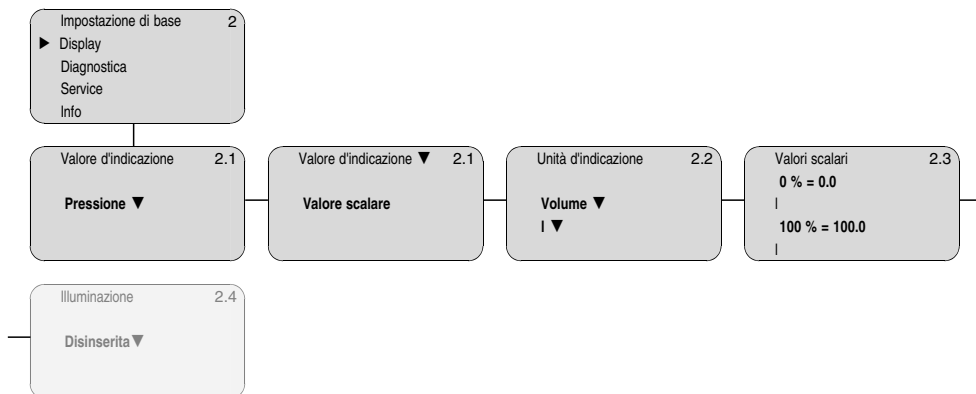 Impostazione di base 2
▶ Display
Diagnostica
Service
Info
Valore d'indicazione 2.1
Pressione ▼
Valore d'indicazione ▼ 2.1
Valore scalare
Unità d'indicazione 2.2
Volume ▼
l ▼
Valori scalari 2.3
0 % = 0.0
l
100 % = 100.0
l
Illuminazione 2.4
Disinserita ▼